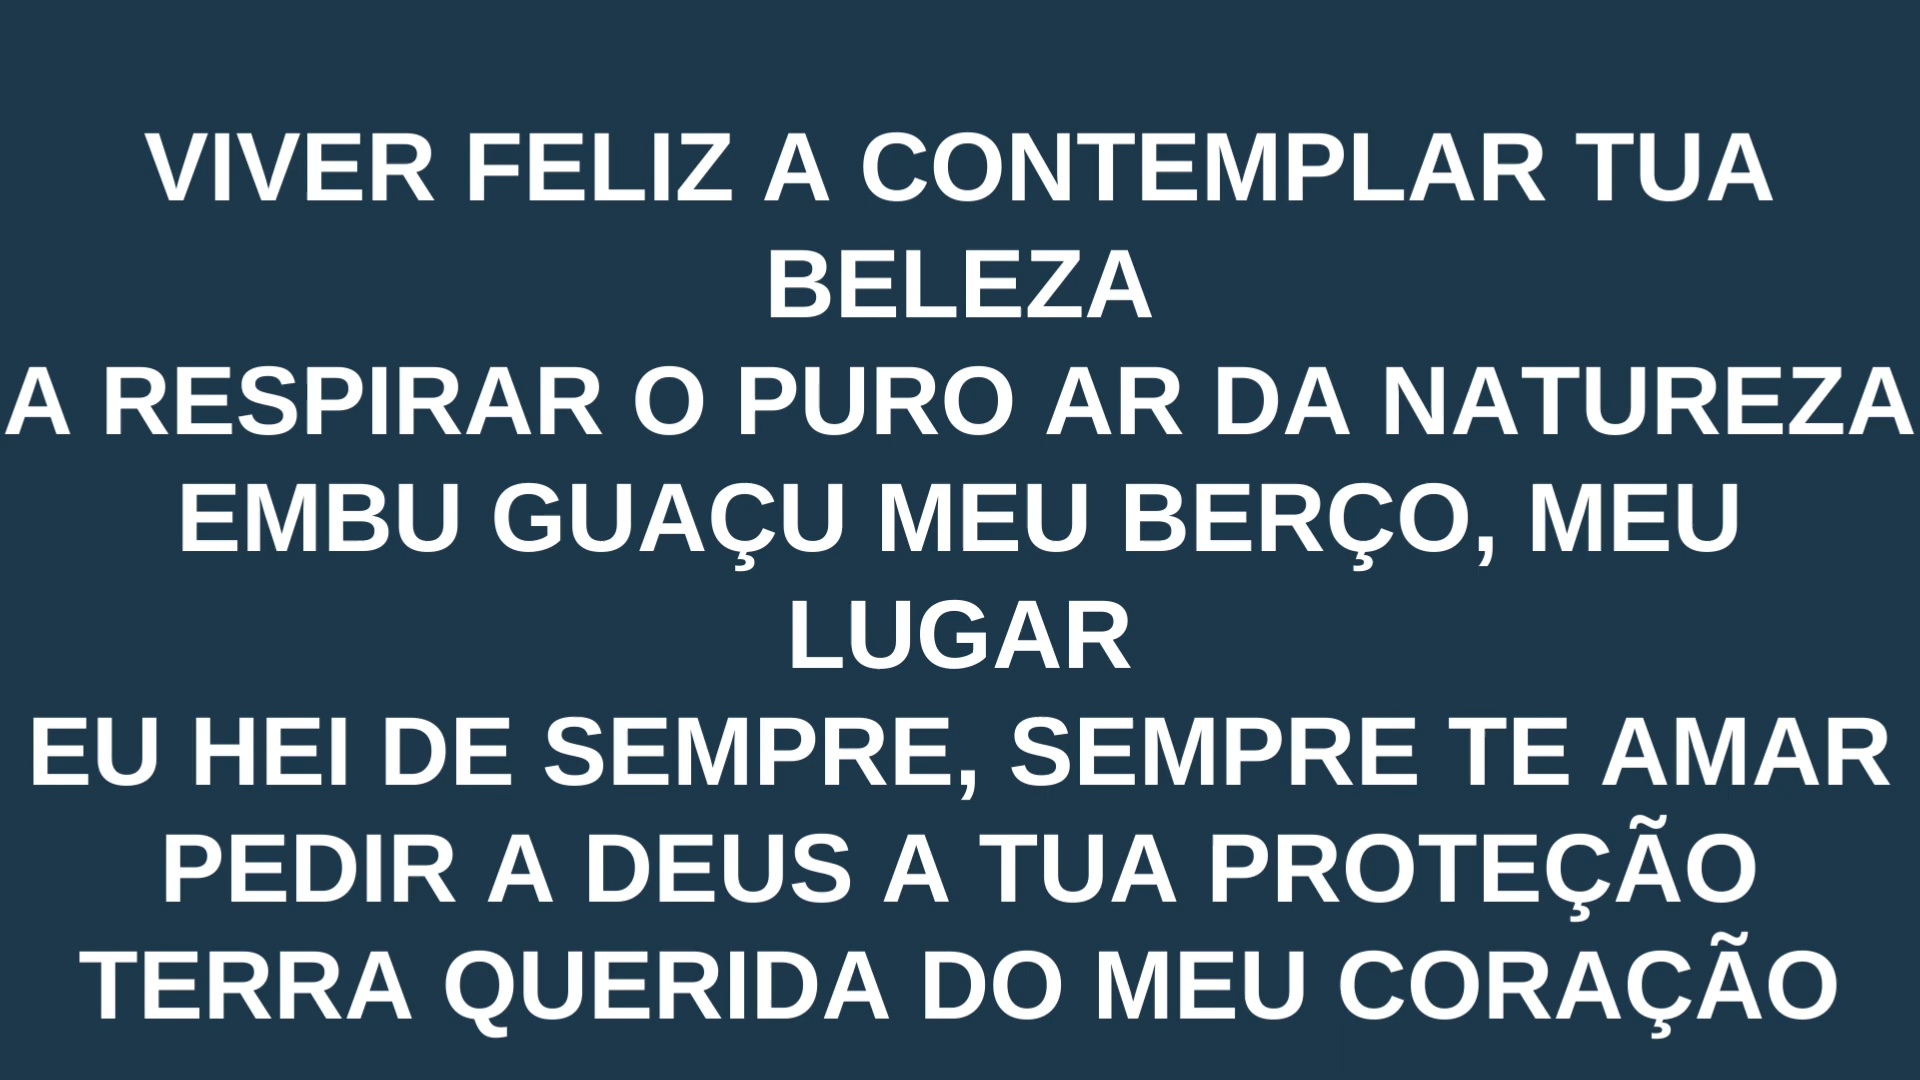 VIVER FELIZ A CONTEMPLAR TUA
BELEZA
A RESPIRAR O PURO AR DA NATUREZA
EMBU GUAÇU MEU BERÇO, MEU
LUGAR
EU HEI DE SEMPRE, SEMPRE TE AMAR
PEDIR A DEUS A TUA PROTEÇÃO
TERRA QUERIDA DO MEU CORAÇÃO